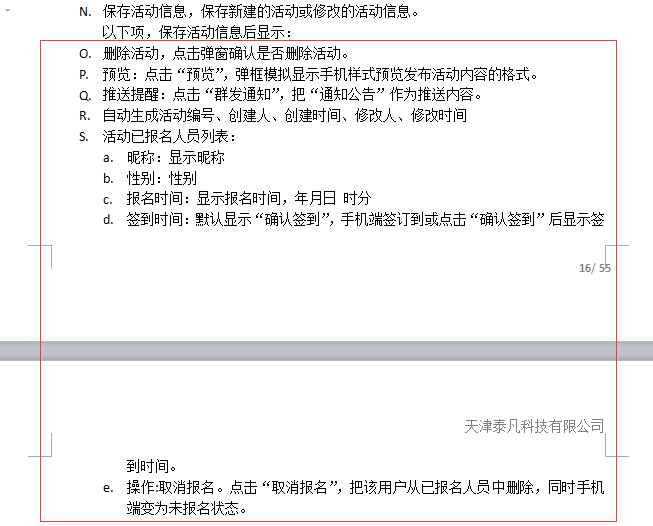 N. 保存活动信息，保存新建的活动或修改的活动信息。
以下项，保存活动信息后显示：
O. 删除活动，点击弹窗确认是否删除活动。
P. 预览：点击“预览”，弹框模拟显示手机样式预览发布活动内容的格式。
Q. 推送提醒：点击“群发通知”，把“通知公告”作为推送内容。
R. 自动生成活动编号、创建人、创建时间、修改人、修改时间
S. 活动已报名人员列表：
a. 昵称：显示昵称
b. 性别：性别
c. 报名时间：显示报名时间，年月日 时分
d. 签到时间：默认显示“确认签到”，手机端签订到或点击“确认签到”后显示签
16/ 55
天津泰凡科技有限公司
到时间。
e. 操作:取消报名。点击“取消报名”，把该用户从已报名人员中删除，同时手机
端变为未报名状态。